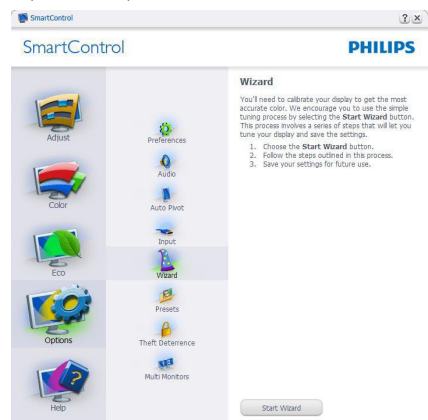 SmartControl
? x
SmartControl
PHILIPS
Adjust
Color
Eco
Options
Help
Preferences
Audio
Auto Pivot
Input
Wizard
Presets
Theft Deterrence
Multi Monitors
Wizard
You'll need to calibrate your display to get the most
accurate color. We encourage you to use the simple
tuning process by selecting the Start Wizard button.
This process involves a series of steps that will let you
tune your display and save the settings.
1. Choose the Start Wizard button.
2. Follow the steps outlined in this process.
3. Save your settings for future use.
Start Wizard